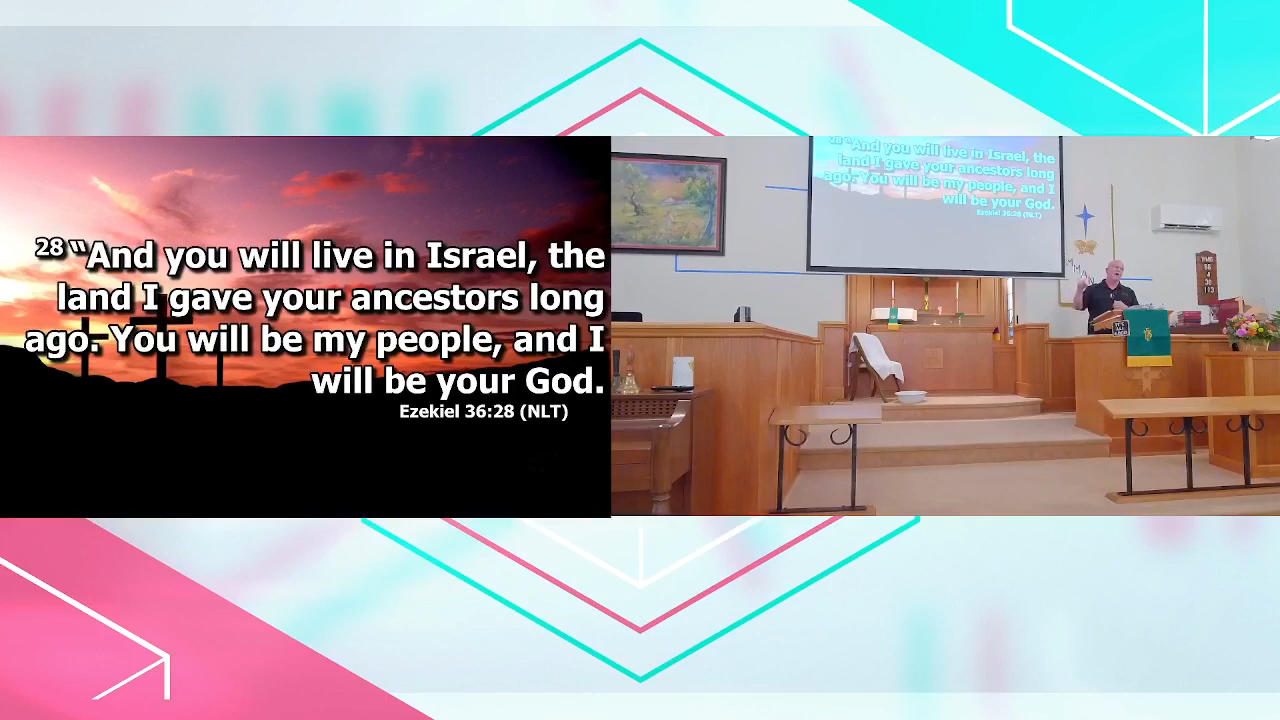 28 “And you will live in Israel, the
land I gave your ancestors long
ago. You will be my people, and I
will be your God.
Ezekiel 36:28 (NLT)
28 “And you will live in Israel, the
land I gave your ancestors long
ago. You will be my people, and I
will be your God.
Ezekiel 36:28 (NLT)